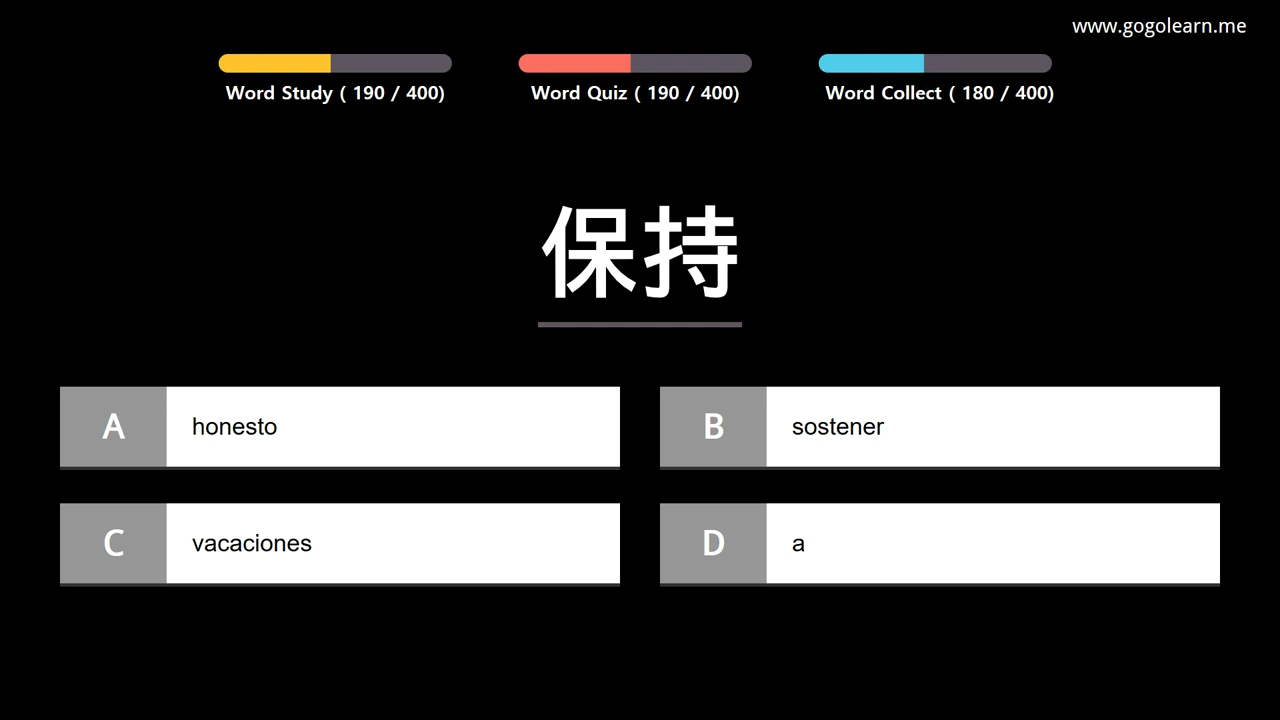 www.gogolearn.me
Word Study ( 190 / 400)
Word Quiz ( 190 / 400)
Word Collect ( 180 / 400)
保持
A honesto
B sostener
C vacaciones
D a